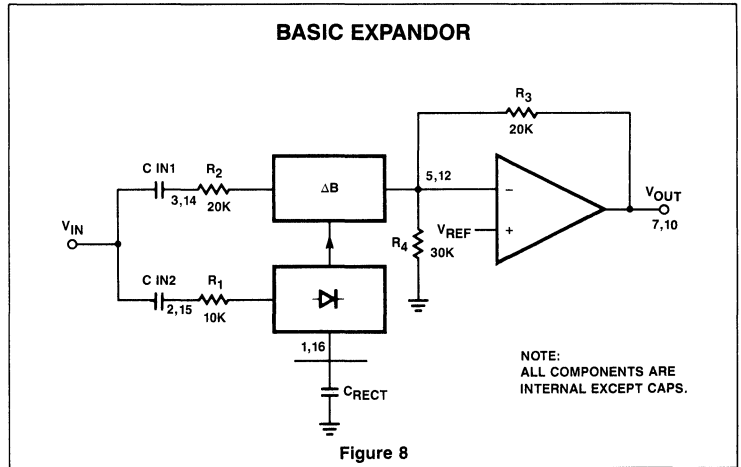 BASIC EXPANDOR
R3
20K
C IN1
R2
3,14
20K
ΔB
5,12
−
+
VOUT
7,10
VIN
VREF
R4
30K
C IN2
R1
2,15
10K
1,16
CRECT
NOTE:
ALL COMPONENTS ARE
INTERNAL EXCEPT CAPS.
Figure 8